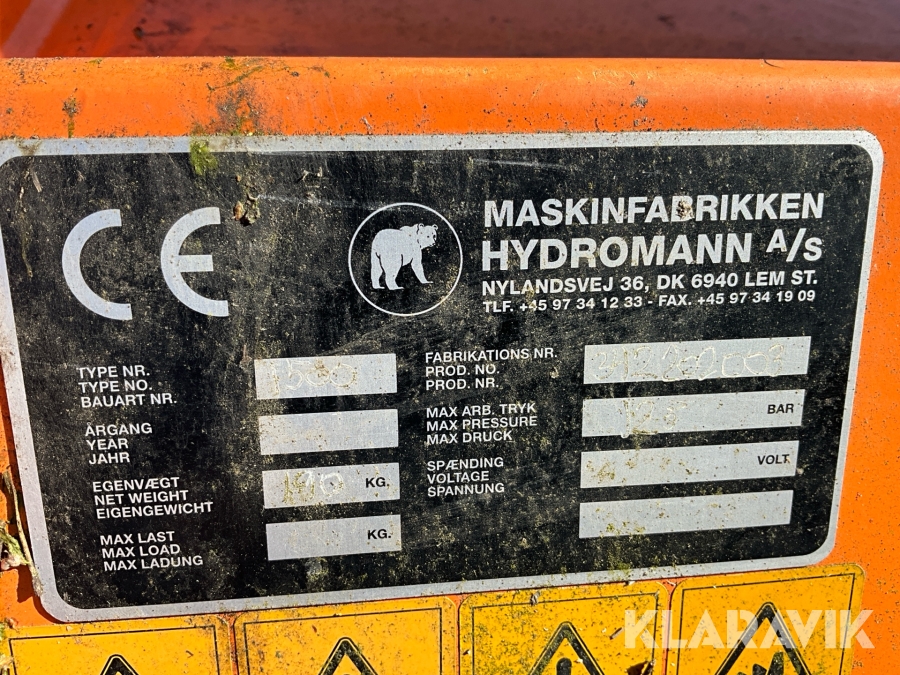 CE
MASKINFABRIKKEN
HYDROMANN A/S
NYLANDSVEJ 36, DK 6940 LEM ST.
TLF. +45 97 34 12 33 - FAX. +45 97 34 19 09
TYPE NR.
TYPE NO.
BAUART NR.
1500
ÅRGANG
YEAR
JAHR
EGENVÆGT
NET WEIGHT
EIGENGEWICHT
KG.
MAX LAST
MAX LOAD
MAX LADUNG
KG.
FABRIKATIONS NR.
PROD. NO.
PROD. NR.
MAX ARB. TRYK
MAX PRESSURE
MAX DRUCK
BAR
SPÆNDING
VOLTAGE
SPANNUNG
VOLT.
KLARAVIK